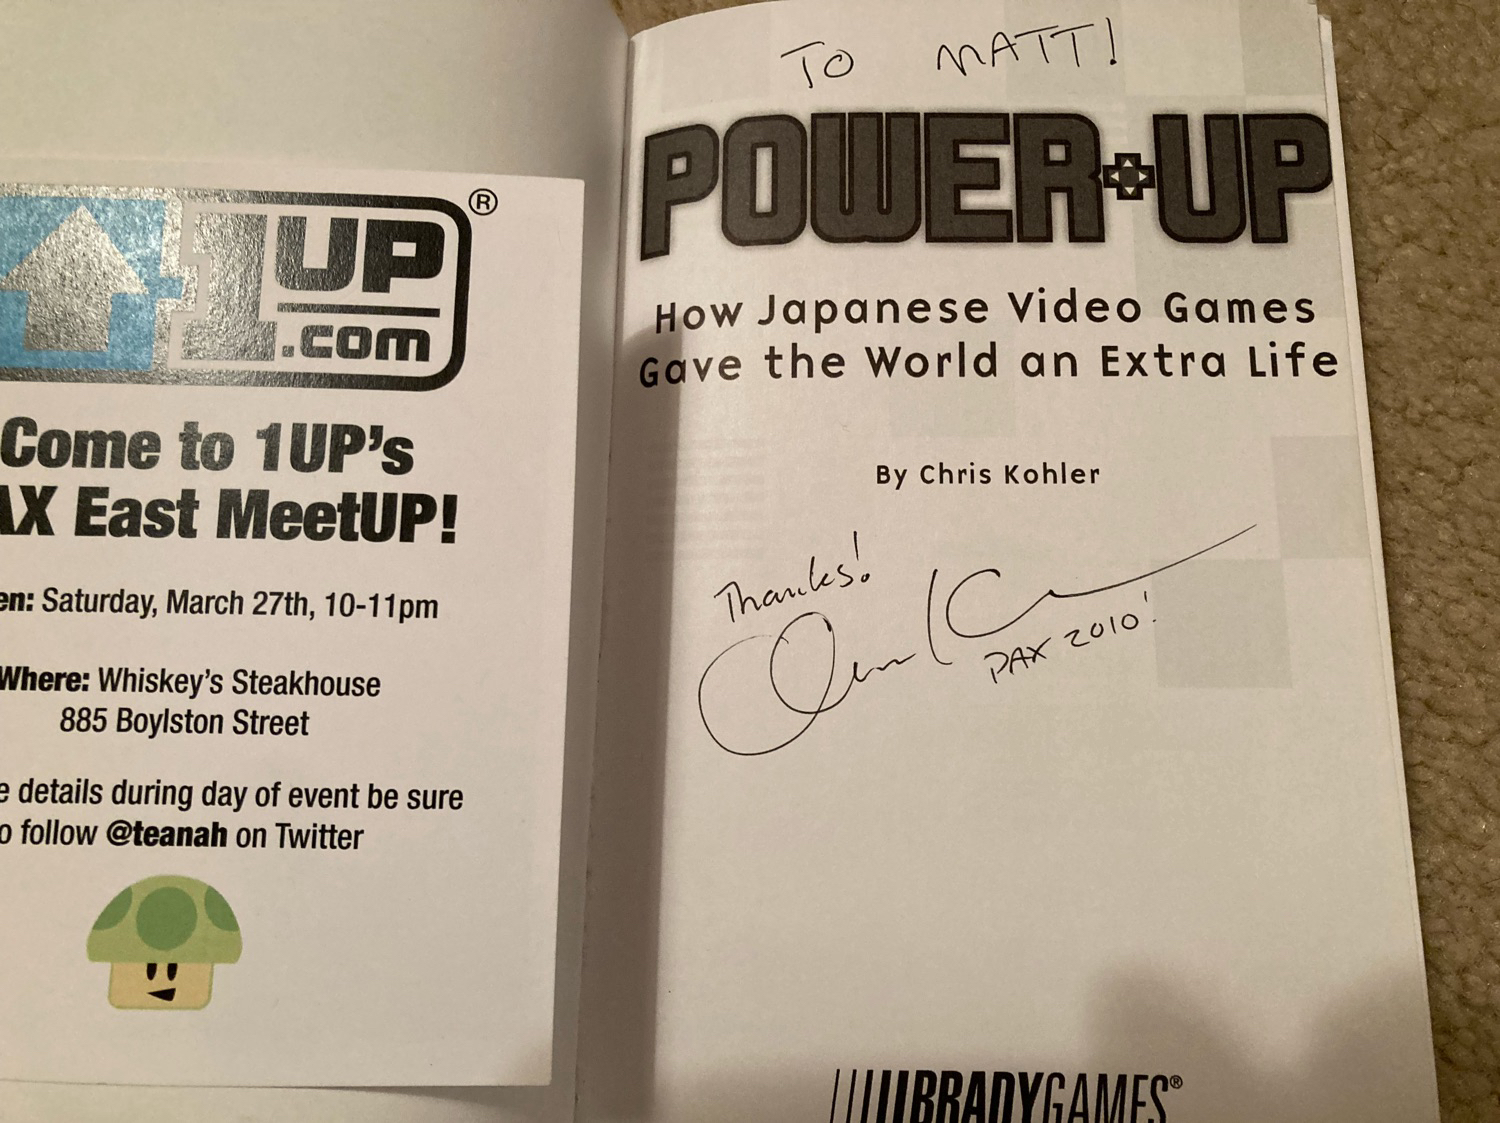 1UP
.com
®
Come to 1UP's
AX East MeetUP!
en: Saturday, March 27th, 10-11pm
Where: Whiskey's Steakhouse
885 Boylston Street
e details during day of event be sure
o follow @teanah on Twitter
TO MATT!
POWER+UP
How Japanese Video Games
Gave the World an Extra Life
By Chris Kohler
Thanks!
PAX 2010!
BRADYGAMES®